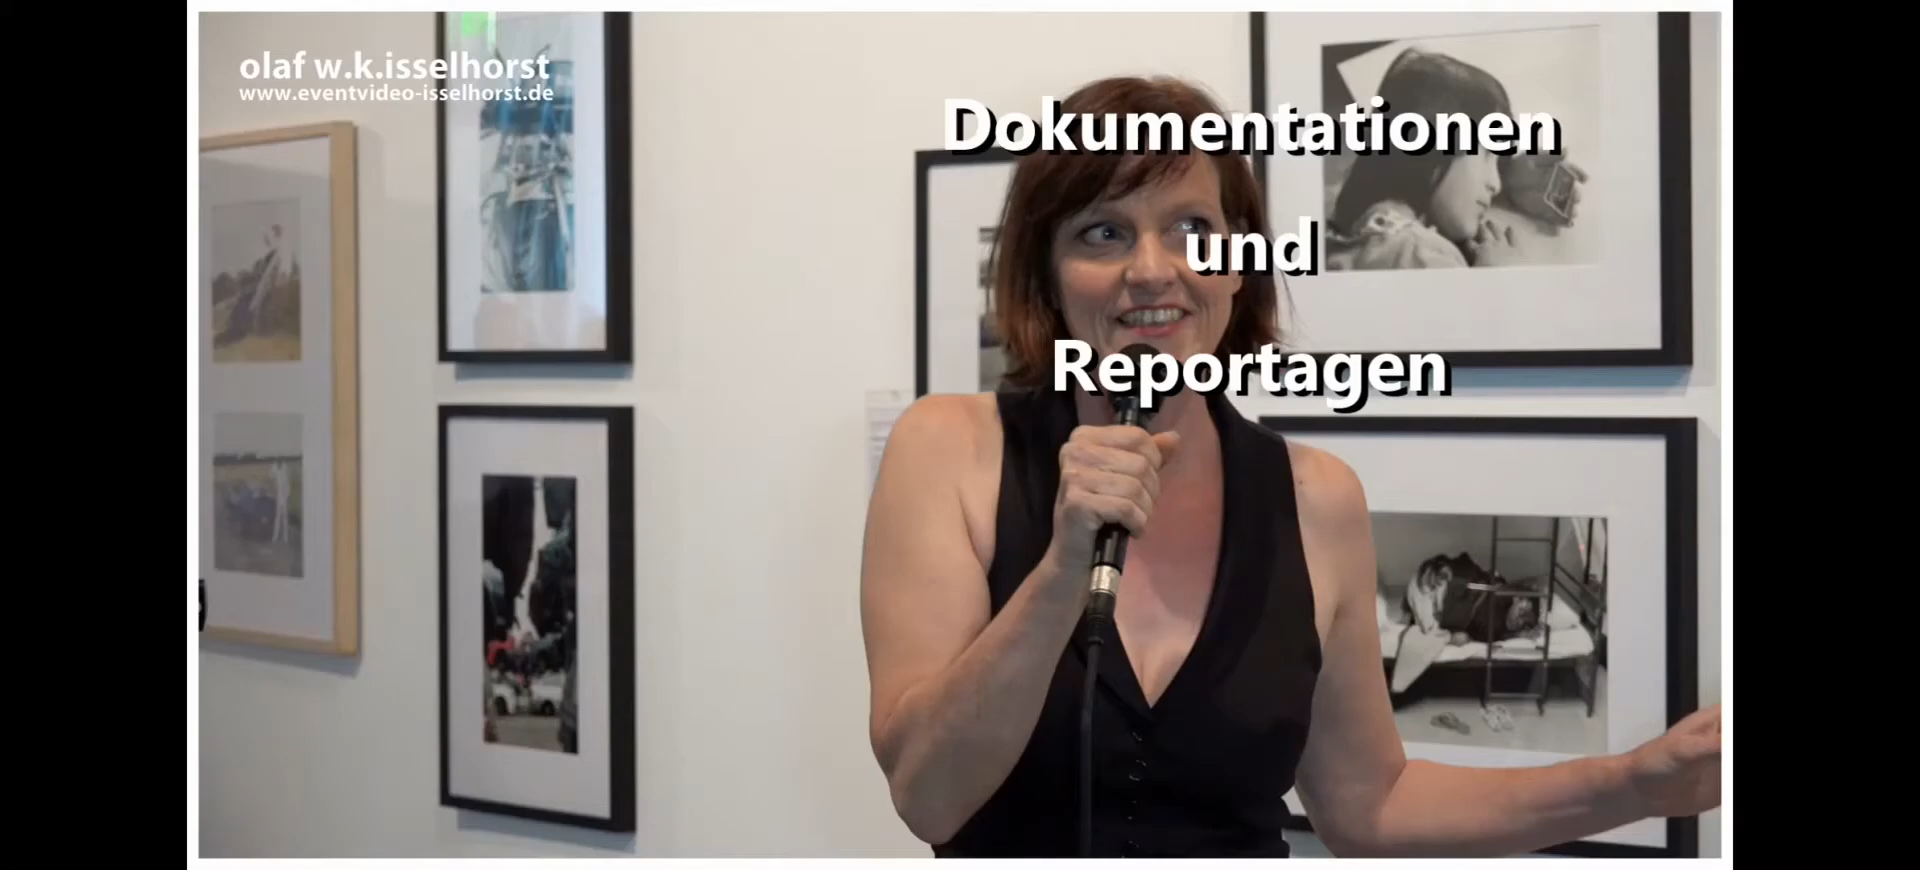 olaf w.k.isselhorst
www.eventvideo-isselhorst.de
Dokumentationen
und
Reportagen